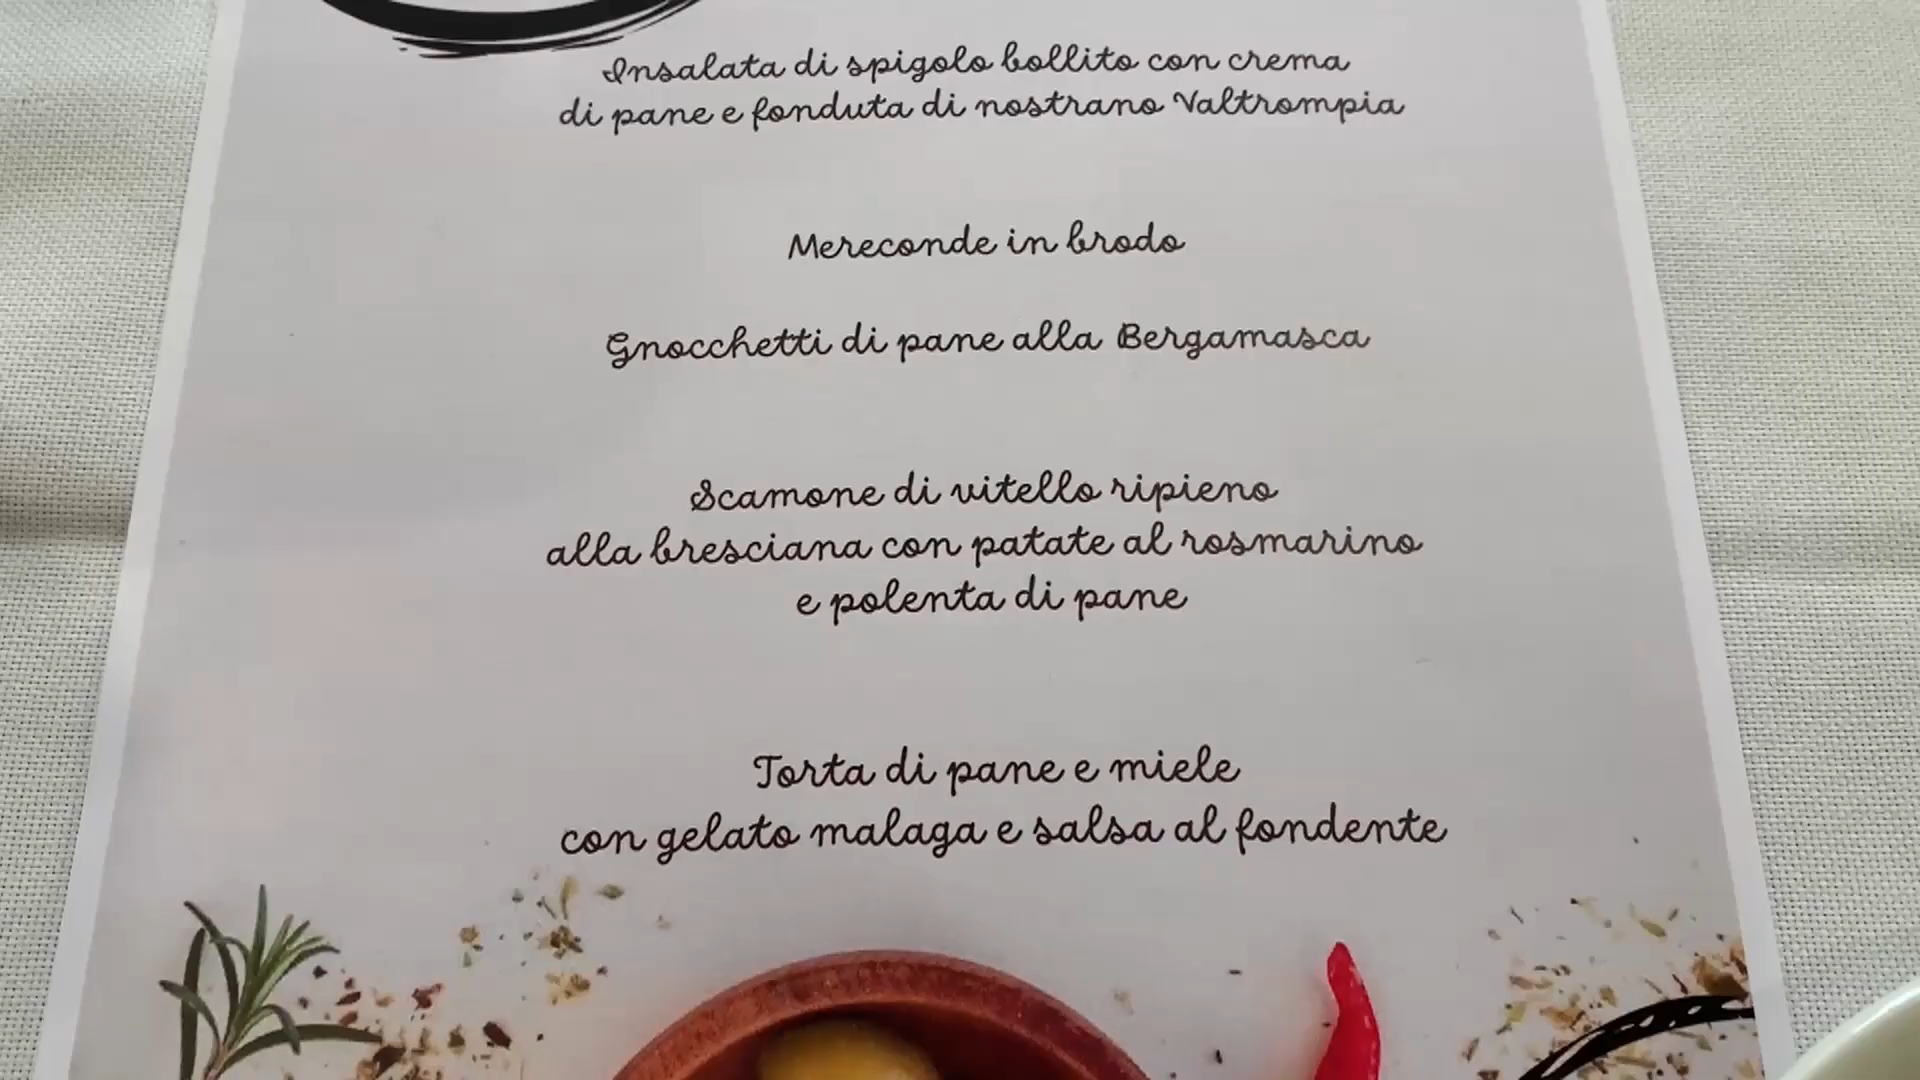 Insalata di spigolo bollito con crema
di pane e fonduta di nostrano Valtrompia
Mereconde in brodo
Gnocchetti di pane alla Bergamasca
Scamone di vitello ripieno
alla bresciana con patate al rosmarino
e polenta di pane
Torta di pane e miele
con gelato malaga e salsa al fondente